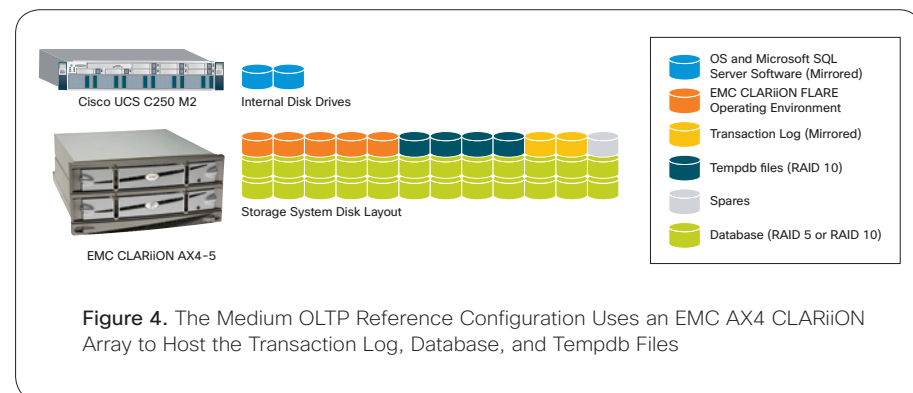 Cisco UCS C250 M2
Internal Disk Drives
Storage System Disk Layout
EMC CLARiiON AX4-5
OS and Microsoft SQL
Server Software (Mirrored)
EMC CLARiiON FLARE
Operating Environment
Transaction Log (Mirrored)
Tempdb files (RAID 10)
Spares
Database (RAID 5 or RAID 10)
Figure 4. The Medium OLTP Reference Configuration Uses an EMC AX4 CLARiiON
Array to Host the Transaction Log, Database, and Tempdb Files